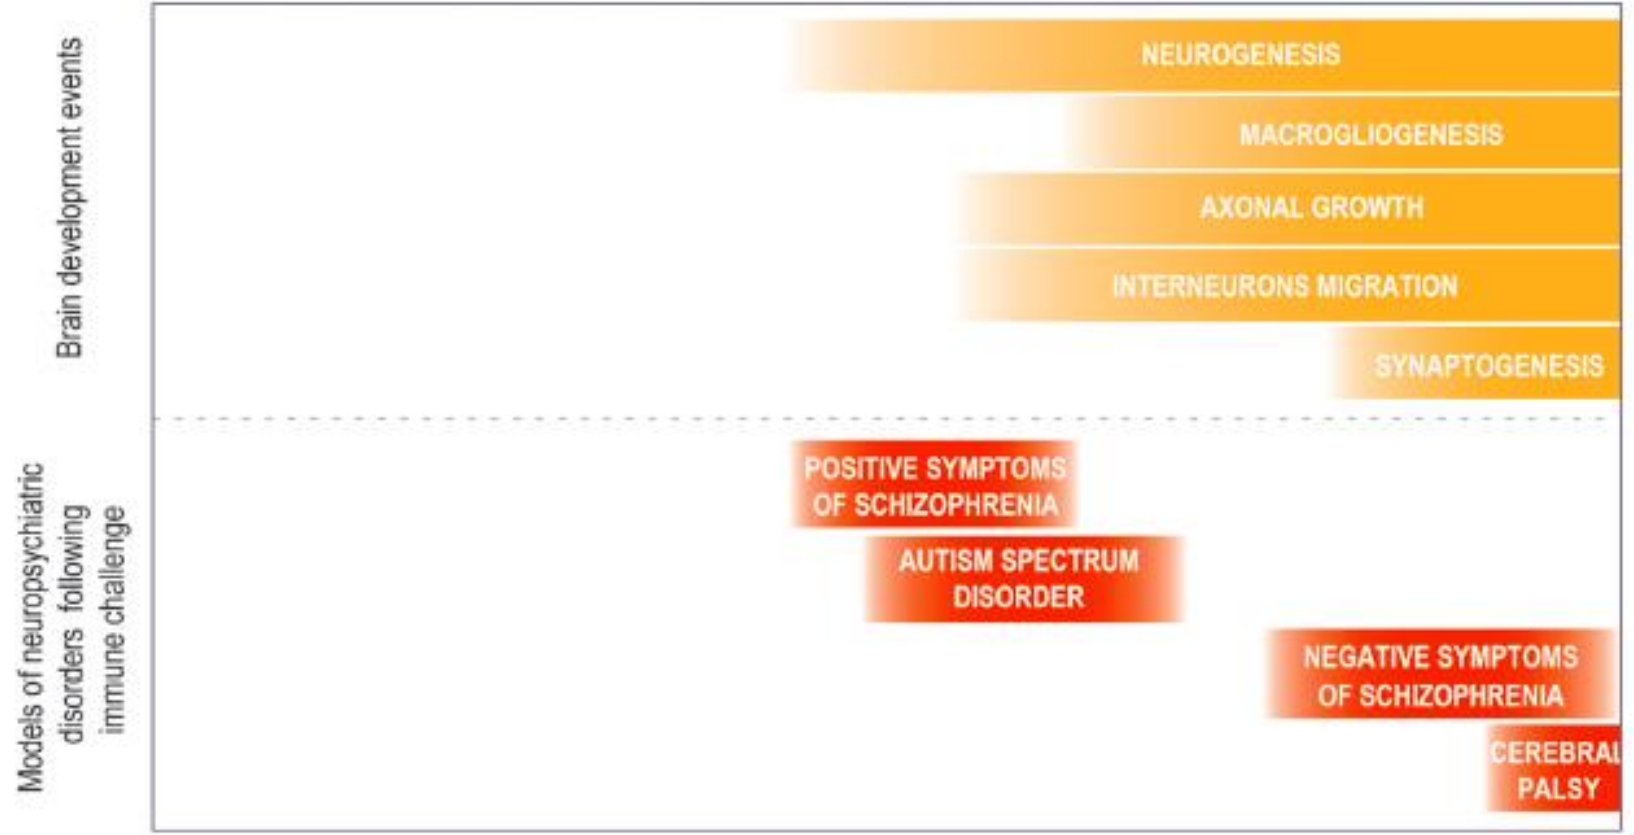 Brain development events
NEUROGENESIS
MACROGLIOGENESIS
AXONAL GROWTH
INTERNEURONS MIGRATION
SYNAPTOGENESIS
Models of neuropsychiatric
disorders following
immune challenge
POSITIVE SYMPTOMS
OF SCHIZOPHRENIA
AUTISM SPECTRUM
DISORDER
NEGATIVE SYMPTOMS
OF SCHIZOPHRENIA
CEREBRAL
PALSY